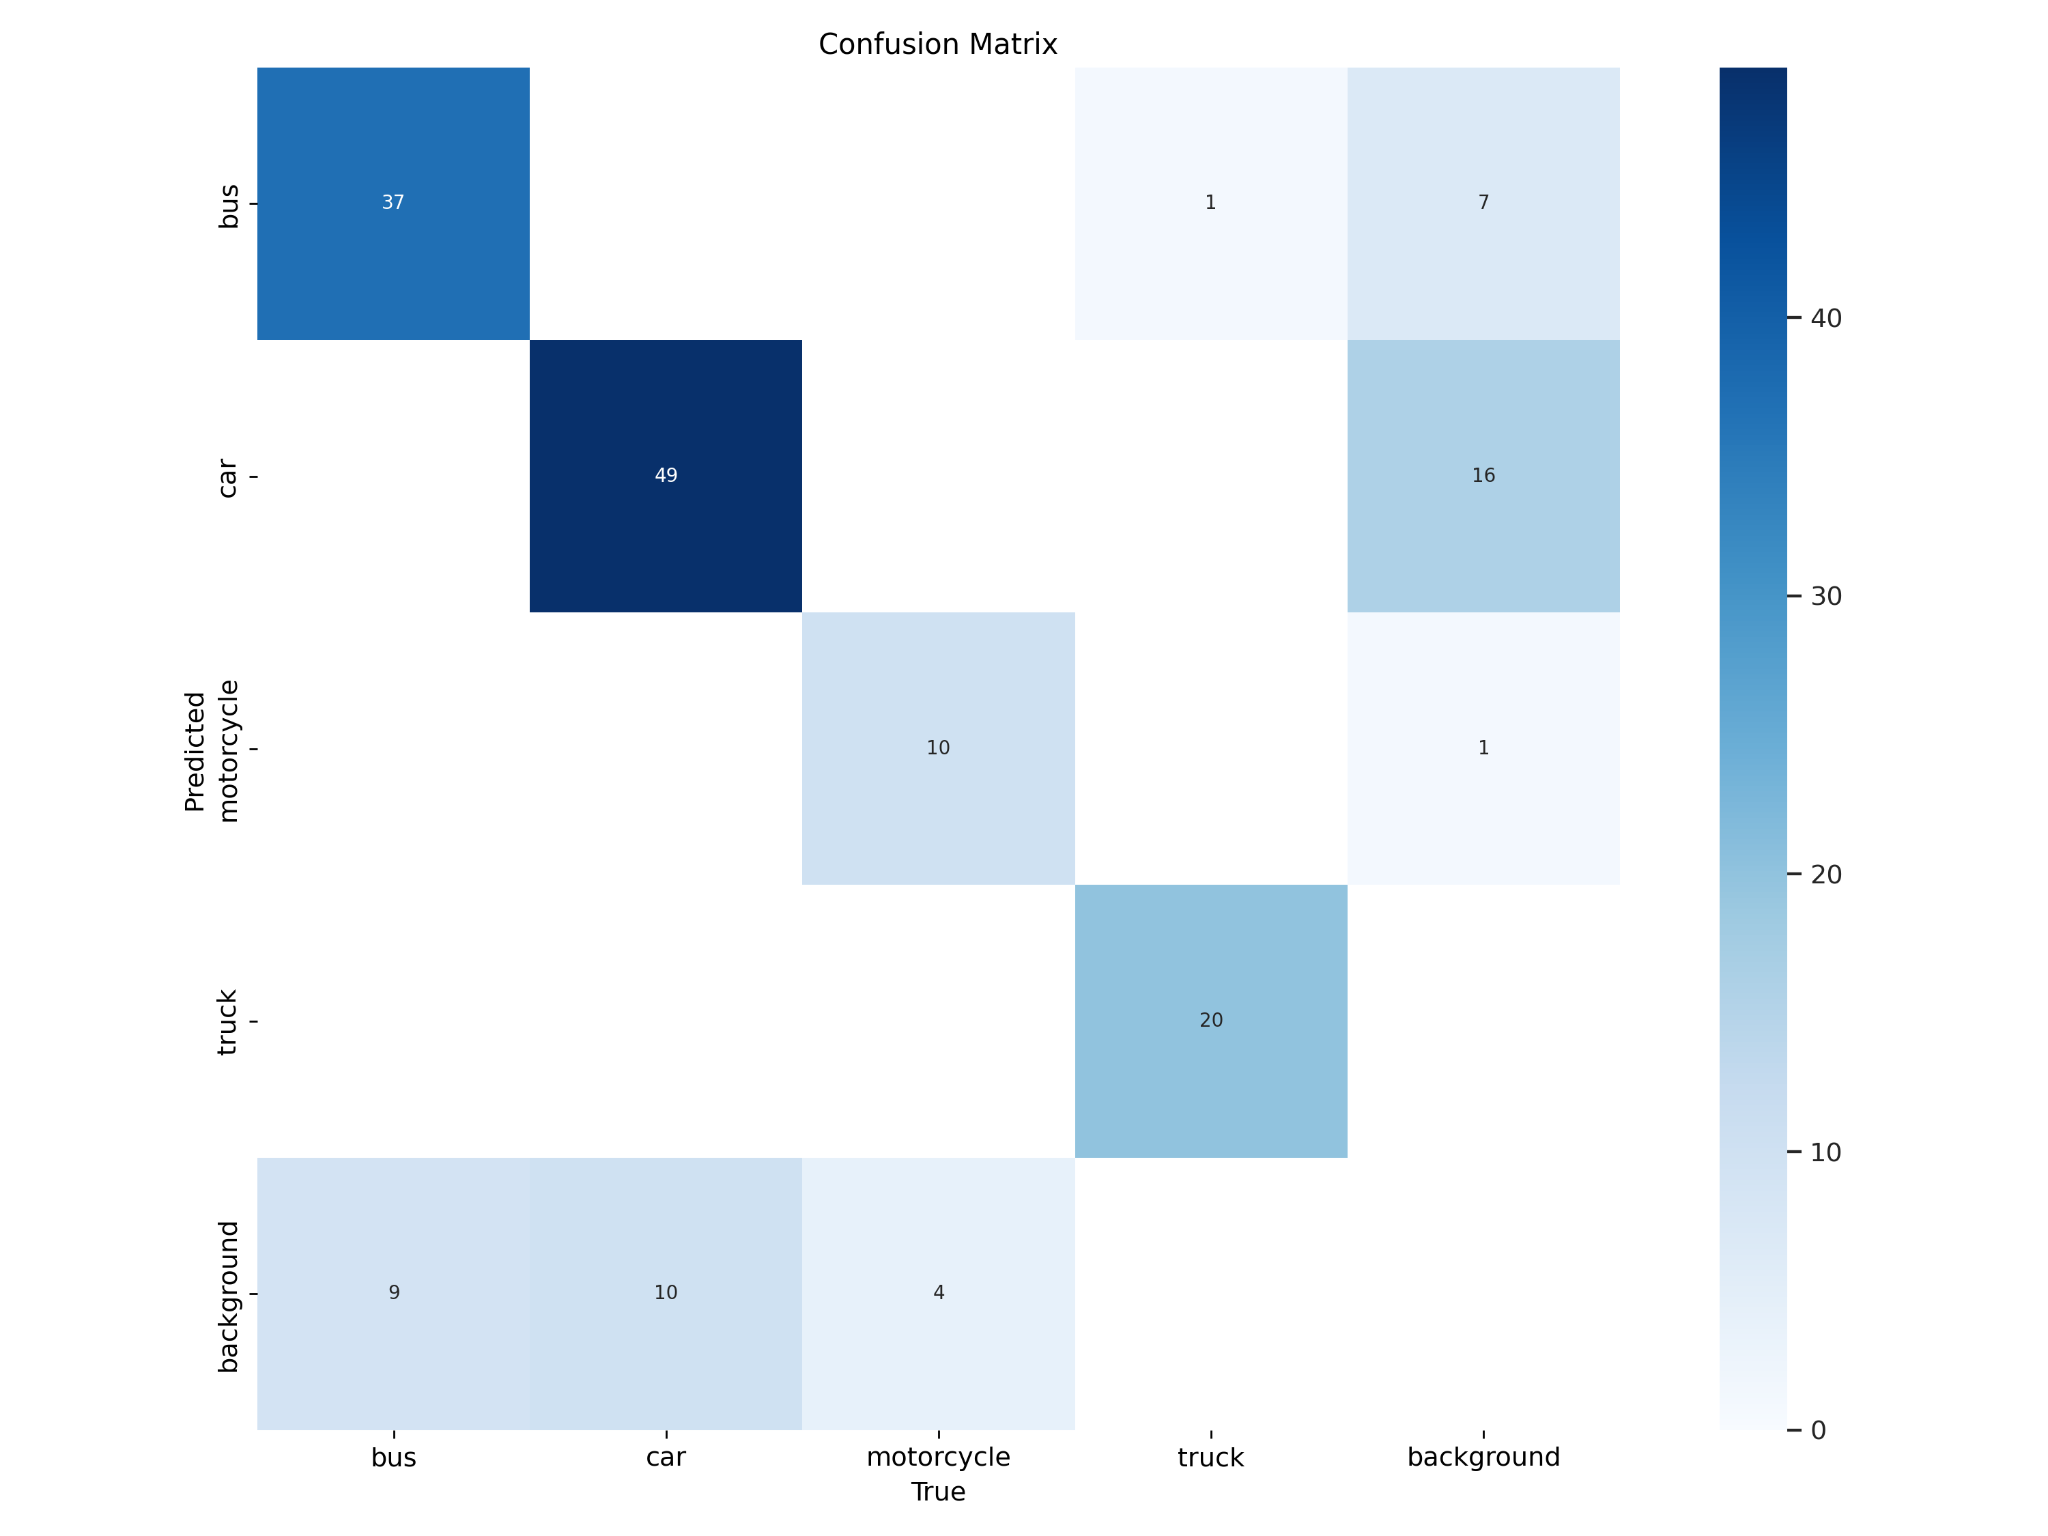 Confusion Matrix
bus
37
1
7
car
49
16
Predicted
motorcycle
10
1
truck
20
background
9
10
4
bus
car
motorcycle
truck
background
True
40
30
20
10
0